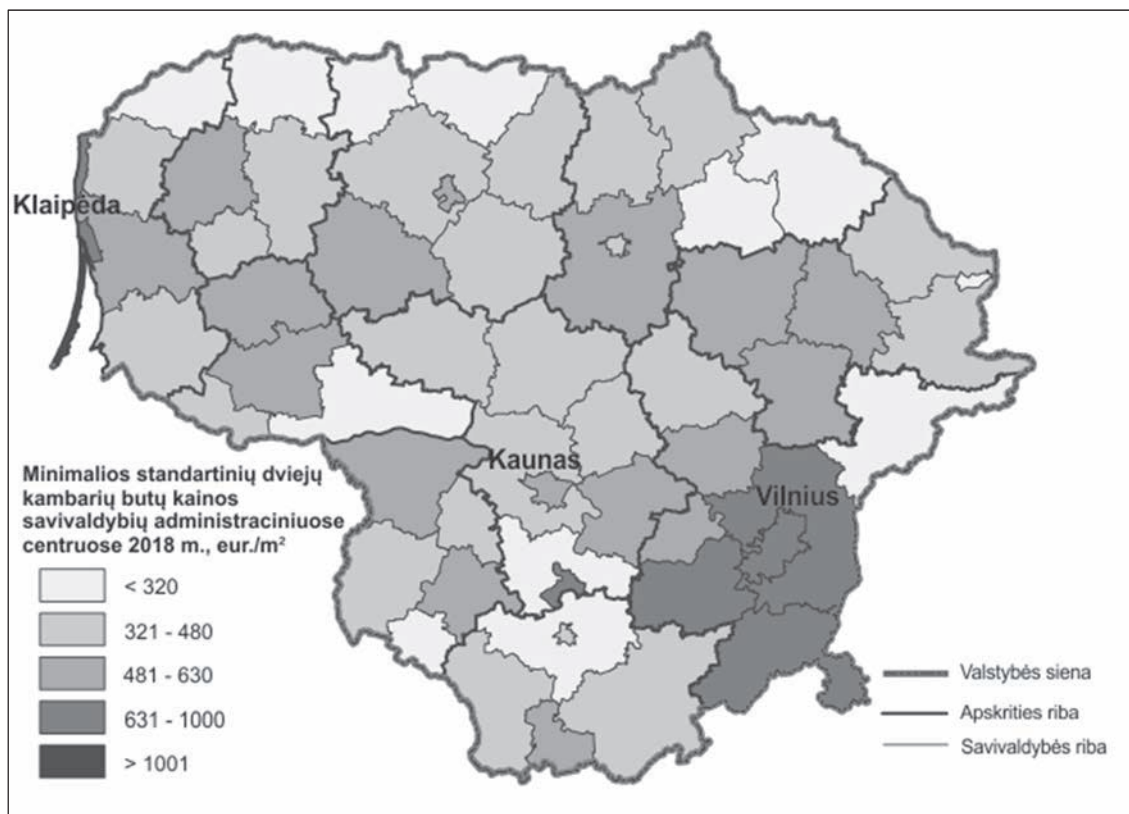 Klaipėda
Kaunas
Vilnius
Minimalios standartinių dviejų
kambarių butų kainos
savivaldybių administraciniuose
centruose 2018 m., eur./m²
< 320
321 - 480
481 - 630
631 - 1000
> 1001
Valstybės siena
Apskrities riba
Savivaldybės riba